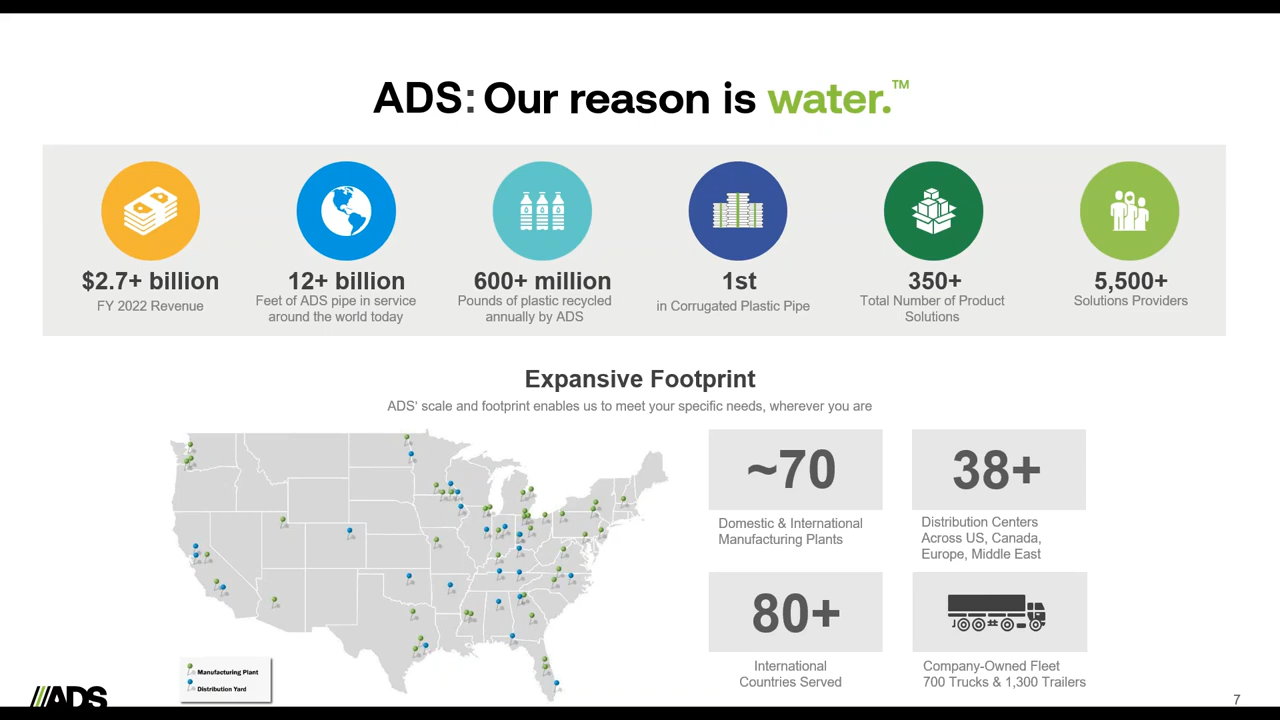 ADS: Our reason is water.™
$2.7+ billion
FY 2022 Revenue
12+ billion
Feet of ADS pipe in service
around the world today
600+ million
Pounds of plastic recycled
annually by ADS
1st
in Corrugated Plastic Pipe
350+
Total Number of Product
Solutions
5,500+
Solutions Providers
Expansive Footprint
ADS' scale and footprint enables us to meet your specific needs, wherever you are
~70
Domestic & International
Manufacturing Plants
38+
Distribution Centers
Across US, Canada,
Europe, Middle East
80+
International
Countries Served
Company-Owned Fleet
700 Trucks & 1,300 Trailers
Manufacturing Plant
Distribution Yard
ADS
7